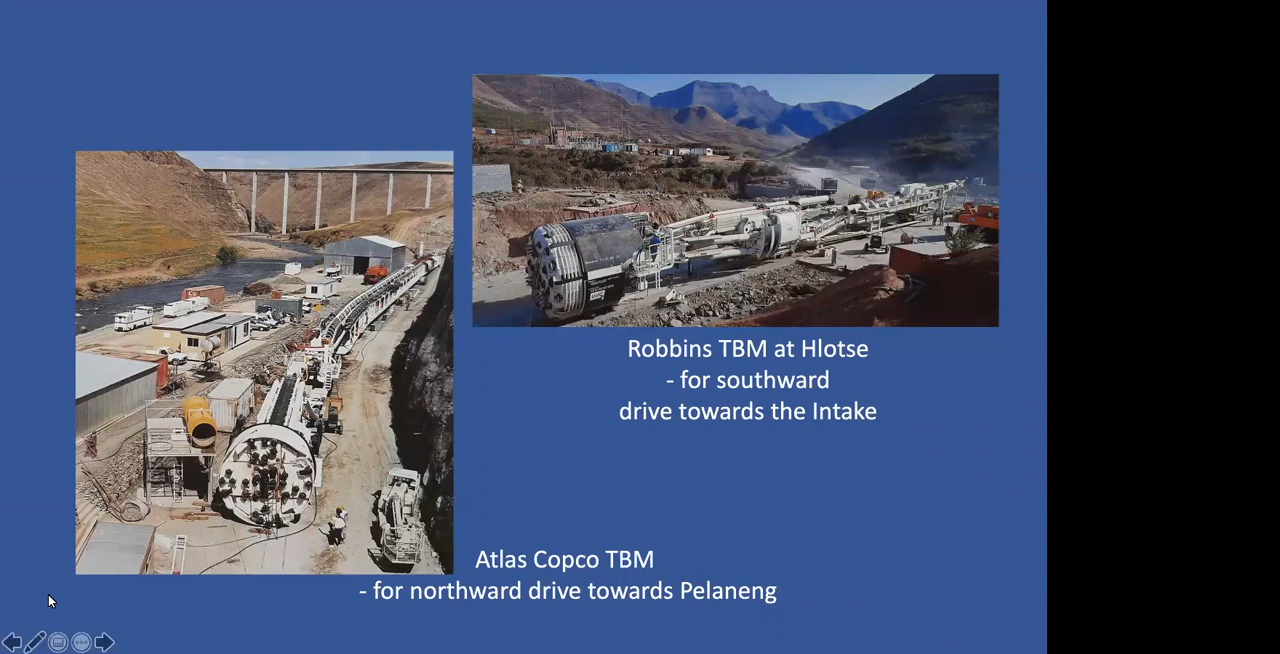 Robbins TBM at Hlotse
- for southward
drive towards the Intake
Atlas Copco TBM
- for northward drive towards Pelaneng